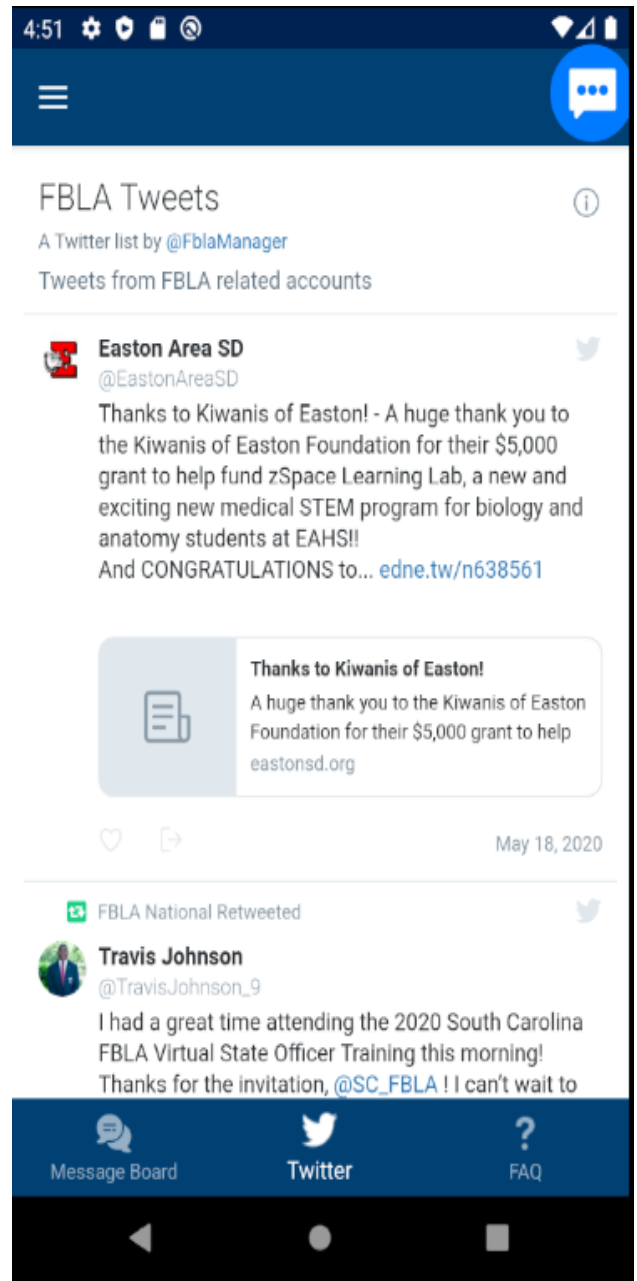 4:51
FBLA Tweets
A Twitter list by @FblaManager
Tweets from FBLA related accounts
Easton Area SD
@EastonAreaSD
Thanks to Kiwanis of Easton! - A huge thank you to
the Kiwanis of Easton Foundation for their $5,000
grant to help fund zSpace Learning Lab, a new and
exciting new medical STEM program for biology and
anatomy students at EAHS!!
And CONGRATULATIONS to... edne.tw/n638561
Thanks to Kiwanis of Easton!
A huge thank you to the Kiwanis of Easton
Foundation for their $5,000 grant to help
eastonsd.org
May 18, 2020
FBLA National Retweeted
Travis Johnson
@TravisJohnson_9
I had a great time attending the 2020 South Carolina
FBLA Virtual State Officer Training this morning!
Thanks for the invitation, @SC_FBLA ! I can't wait to
Message Board
Twitter
FAQ